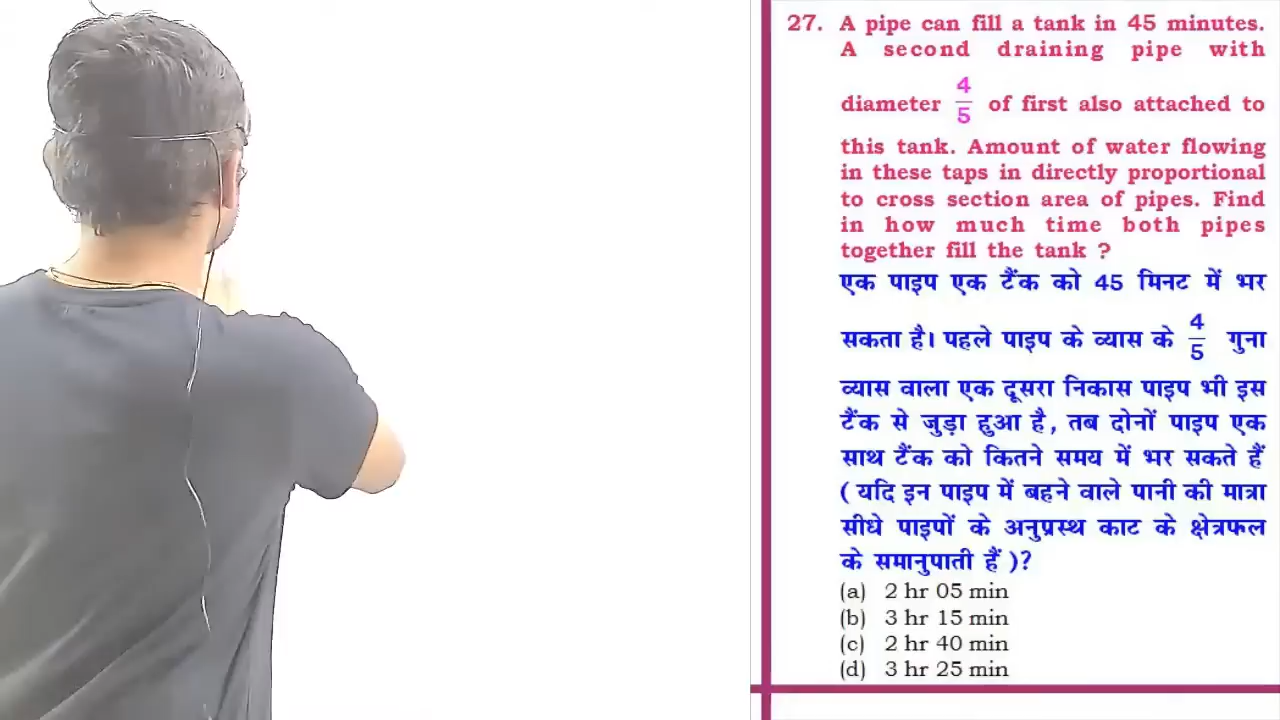 27. A pipe can fill a tank in 45 minutes.
A second draining pipe with
diameter 4/5 of first also attached to
this tank. Amount of water flowing
in these taps in directly proportional
to cross section area of pipes. Find
in how much time both pipes
together fill the tank ?
एक पाइप एक टैंक को 45 मिनट में भर
सकता है। पहले पाइप के व्यास के 4/5 गुना
व्यास वाला एक दूसरा निकास पाइप भी इस
टैंक से जुड़ा हुआ है, तब दोनों पाइप एक
साथ टैंक को कितने समय में भर सकते हैं
( यदि इन पाइप में बहने वाले पानी की मात्रा
सीधे पाइपों के अनुप्रस्थ काट के क्षेत्रफल
के समानुपाती हैं )?
(a) 2 hr 05 min
(b) 3 hr 15 min
(c) 2 hr 40 min
(d) 3 hr 25 min